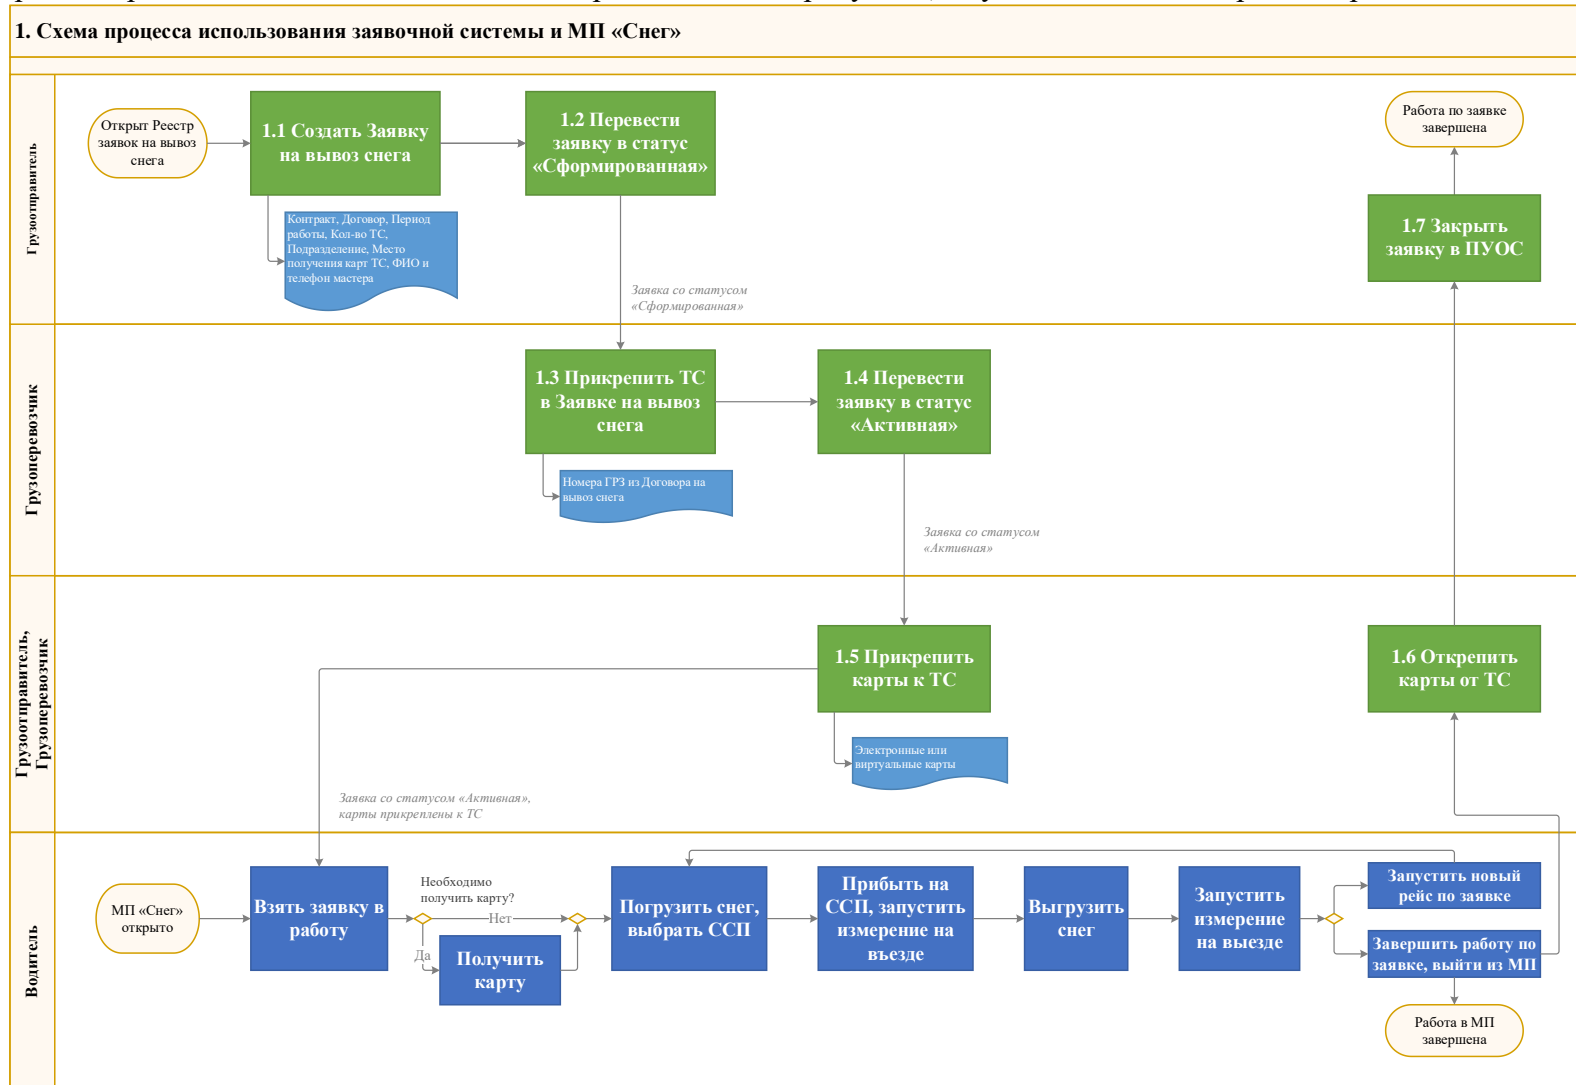 1. Схема процесса использования заявочной системы и МП «Снег»
Грузоотправитель
Открыт Реестр
заявок на вывоз
снега
1.1 Создать Заявку
на вывоз снега
Контракт, Договор, Период
работы, Кол-во ТС,
Подразделение, Место
получения карт ТС, ФИО и
телефон мастера
1.2 Перевести
заявку в статус
«Сформированная»
Заявка со статусом
«Сформированная»
Работа по заявке
завершена
1.7 Закрыть
заявку в ПУОС
Грузоперевозчик
1.3 Прикрепить ТС
в Заявке на вывоз
снега
Номера ГРЗ из Договора на
вывоз снега
1.4 Перевести
заявку в статус
«Активная»
Заявка со статусом
«Активная»
Грузоотправитель,
Грузоперевозчик
1.5 Прикрепить
карты к ТС
Электронные или
виртуальные карты
1.6 Открепить
карты от ТС
Заявка со статусом «Активная»,
карты прикреплены к ТС
Водитель
МП «Снег»
открыто
Взять заявку в
работу
Необходимо
получить карту?
Нет
Да
Получить
карту
Погрузить снег,
выбрать ССП
Прибыть на
ССП, запустить
измерение на
въезде
Выгрузить
снег
Запустить
измерение
на выезде
Запустить новый
рейс по заявке
Завершить работу по
заявке, выйти из МП
Работа в МП
завершена